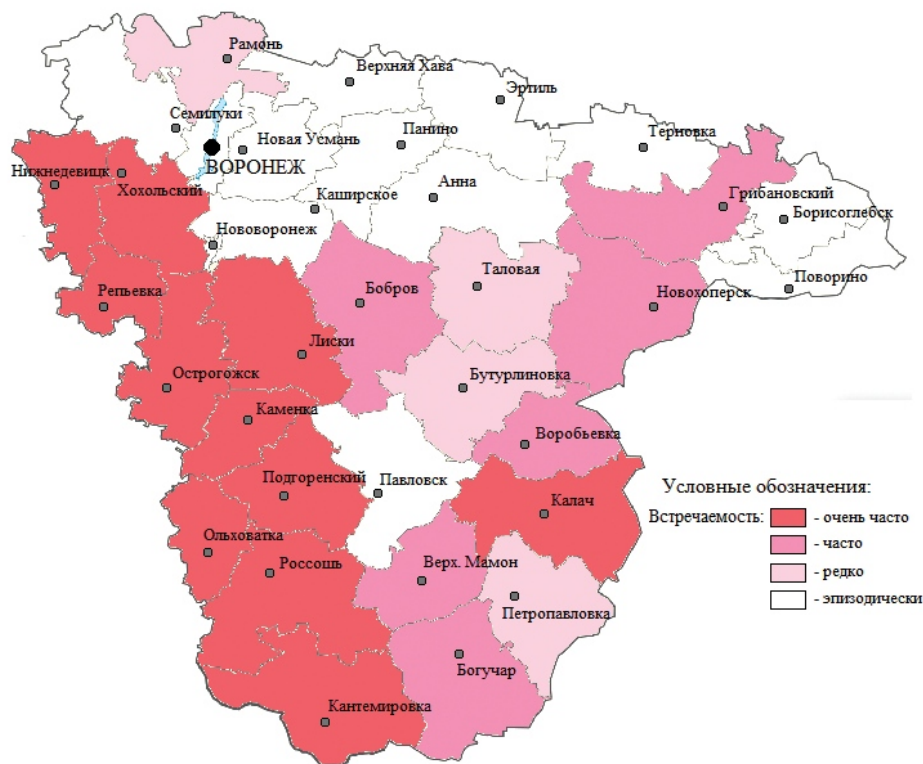 Рамонь
Верхняя Хава
Эртиль
Семилуки
Новая Усмань
Панино
Терновка
ВОРОНЕЖ
Нижнедевицк
Хохольский
Каширское
Анна
Грибановский
Борисоглебск
Нововоронеж
Репьевка
Бобров
Таловая
Новохоперск
Поворино
Лиски
Острогожск
Бутурлиновка
Каменка
Воробьевка
Подгоренский
Павловск
Калач
Ольховатка
Россошь
Верх. Мамон
Петропавловка
Богучар
Кантемировка
Условные обозначения:
Встречаемость: - очень часто
- часто
- редко
- эпизодически